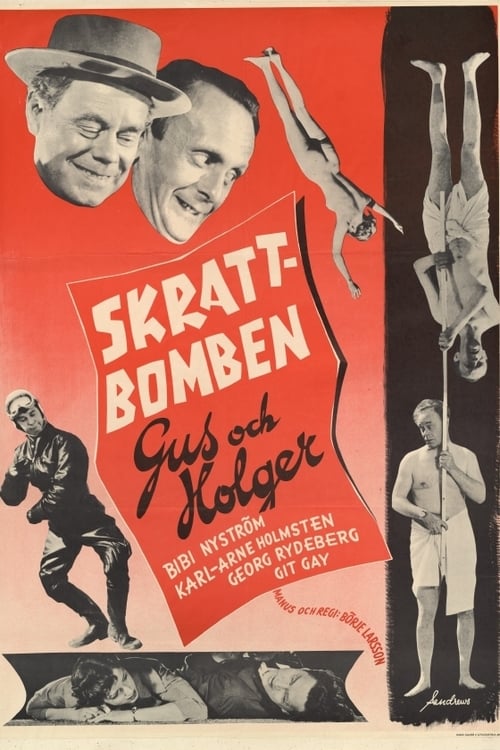 SKRATT-
BOMBEN
Gus och
Holger
BIBI NYSTRÖM
KARL-ARNE HOLMSTEN
GEORG RYDEBERG
GIT GAY
MANUS OCH REGI: BÖRJE LARSSON
Sandrews